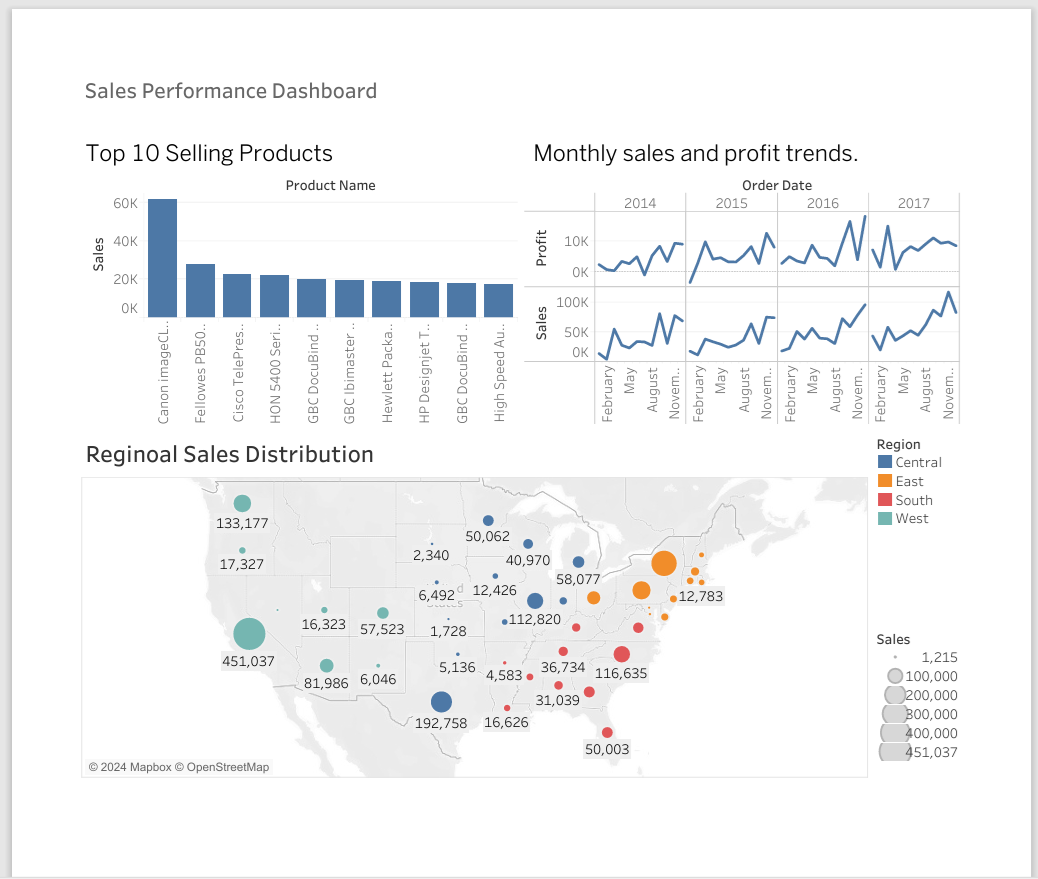 Sales Performance Dashboard
Top 10 Selling Products
Product Name
Sales
60K
40K
20K
0K
Canon imageCL..
Fellowes PB50..
Cisco TelePres..
HON 5400 Seri..
GBC DocuBind ..
GBC Ibimaster ..
Hewlett Packa..
HP Designjet T..
GBC DocuBind ..
High Speed Au..
Monthly sales and profit trends.
Order Date
2014 2015 2016 2017
Profit
10K
0K
Sales
100K
50K
0K
February May August Novem.. February May August Novem.. February May August Novem.. February May August Novem..
Reginoal Sales Distribution
133,177
17,327
451,037
16,323
81,986
57,523
6,046
2,340
6,492
1,728
5,136
192,758
50,062
40,970
12,426
58,077
112,820
4,583
16,626
36,734
31,039
116,635
50,003
12,783
© 2024 Mapbox © OpenStreetMap
Region
Central
East
South
West
Sales
1,215
100,000
200,000
300,000
400,000
451,037